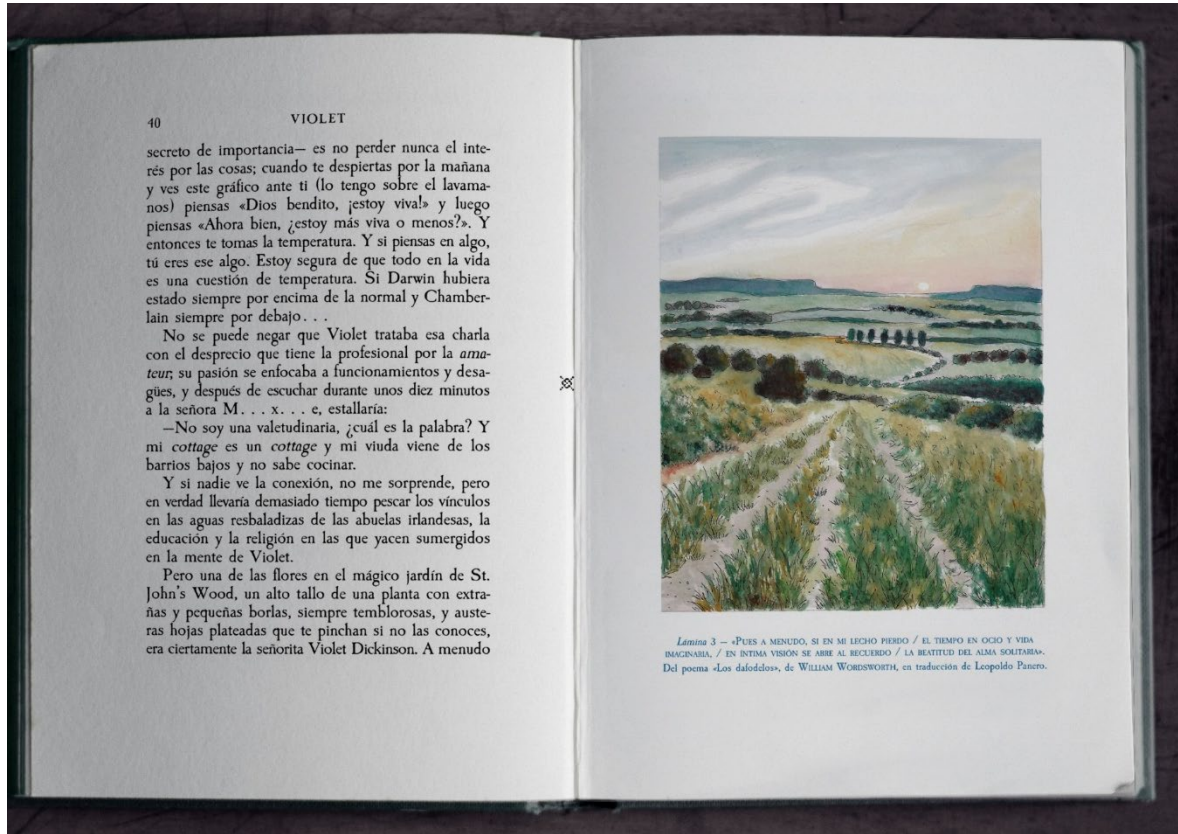 40 VIOLET
secreto de importancia— es no perder nunca el inte-
rés por las cosas; cuando te despiertas por la mañana
y ves este gráfico ante ti (lo tengo sobre el lavama-
nos) piensas «Dios bendito, ¡estoy viva!» y luego
piensas «Ahora bien, ¿estoy más viva o menos?». Y
entonces te tomas la temperatura. Y si piensas en algo,
tú eres ese algo. Estoy segura de que todo en la vida
es una cuestión de temperatura. Si Darwin hubiera
estado siempre por encima de la normal y Chamber-
lain siempre por debajo. . .
No se puede negar que Violet trataba esa charla
con el desprecio que tiene la profesional por la ama-
teur; su pasión se enfocaba a funcionamientos y desa-
gües, y después de escuchar durante unos diez minutos
a la señora M. . . x. . . e, estallaría:
—No soy una valetudinaria, ¿cuál es la palabra? Y
mi cottage es un cottage y mi viuda viene de los
barrios bajos y no sabe cocinar.
Y si nadie ve la conexión, no me sorprende, pero
en verdad llevaría demasiado tiempo pescar los vínculos
en las aguas resbaladizas de las abuelas irlandesas, la
educación y la religión en las que yacen sumergidos
en la mente de Violet.
Pero una de las flores en el mágico jardín de St.
John's Wood, un alto tallo de una planta con extra-
ñas y pequeñas borlas, siempre temblorosas, y auste-
ras hojas plateadas que te pinchan si no las conoces,
era ciertamente la señorita Violet Dickinson. A menudo
Lámina 3 — «PUES A MENUDO, SI EN MI LECHO PIERDO / EL TIEMPO EN OCIO Y VIDA
IMAGINARIA, / EN ÍNTIMA VISIÓN SE ABRE AL RECUERDO / LA BEATITUD DEL ALMA SOLITARIA».
Del poema «Los dafodelos», de WILLIAM WORDSWORTH, en traducción de Leopoldo Panero.